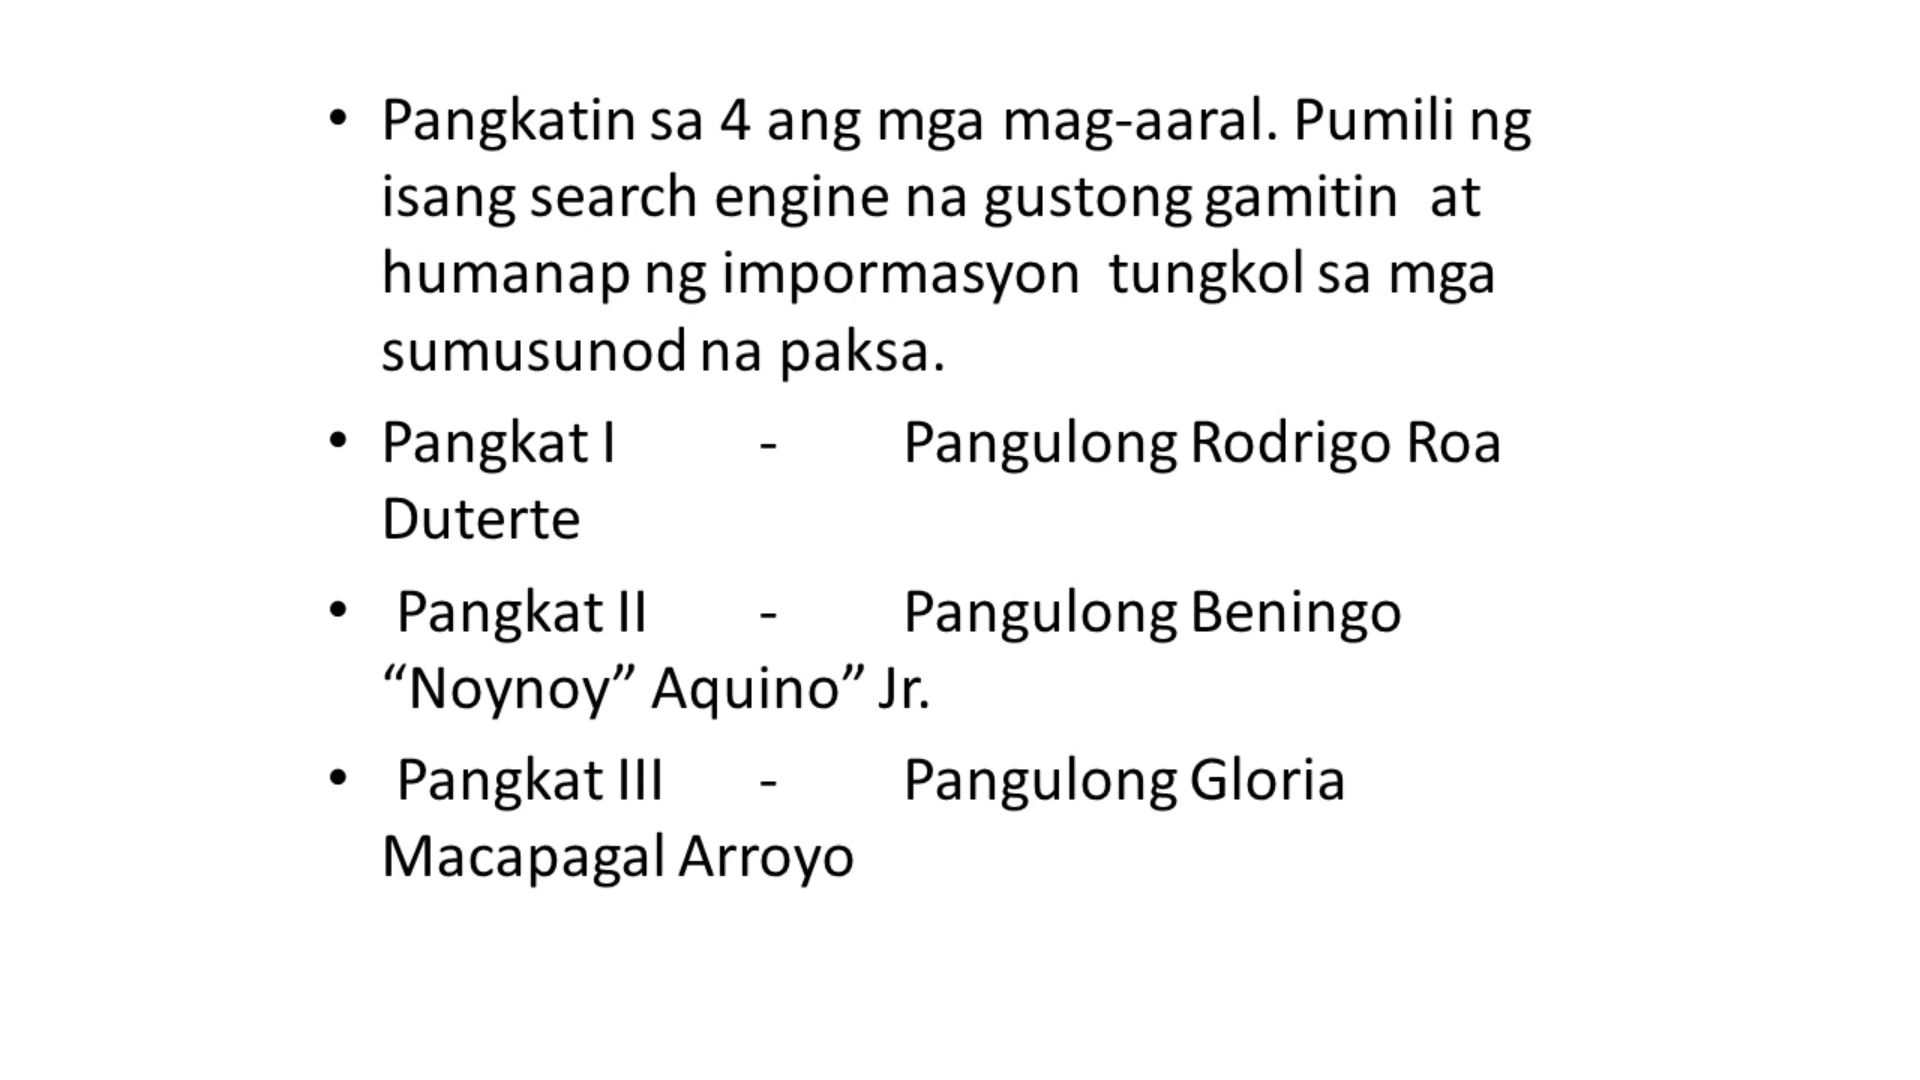 • Pangkatin sa 4 ang mga mag-aaral. Pumili ng
isang search engine na gustong gamitin at
humanap ng impormasyon tungkol sa mga
sumusunod na paksa.
• Pangkat I - Pangulong Rodrigo Roa
Duterte
• Pangkat II - Pangulong Beningo
“Noynoy” Aquino” Jr.
• Pangkat III - Pangulong Gloria
Macapagal Arroyo